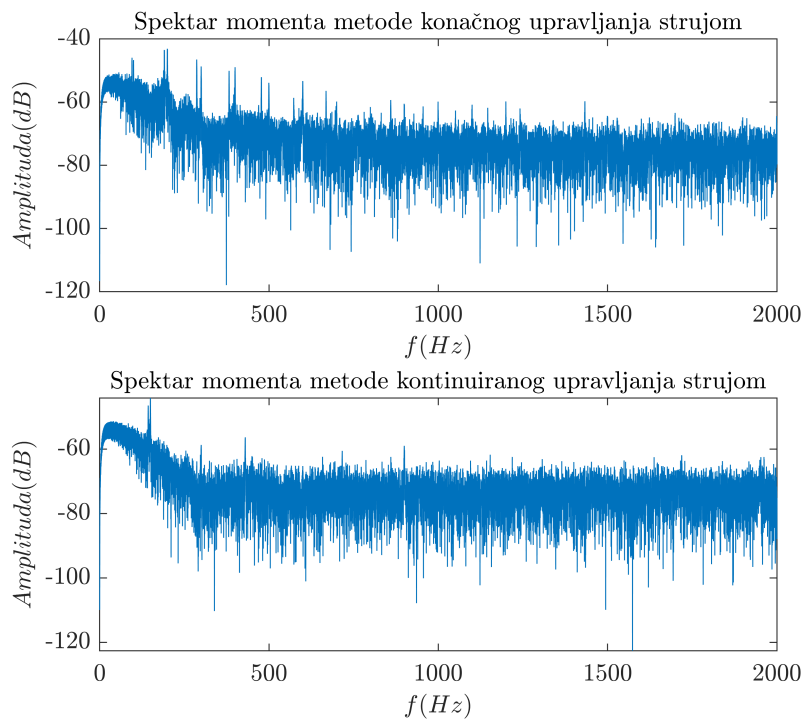 Spektar momenta metode konačnog upravljanja strujom
-40
-60
-80
-100
-120
Amplituda(dB)
0 500 1000 1500 2000
f(Hz)
Spektar momenta metode kontinuiranog upravljanja strujom
-60
-80
-100
-120
Amplituda(dB)
0 500 1000 1500 2000
f(Hz)